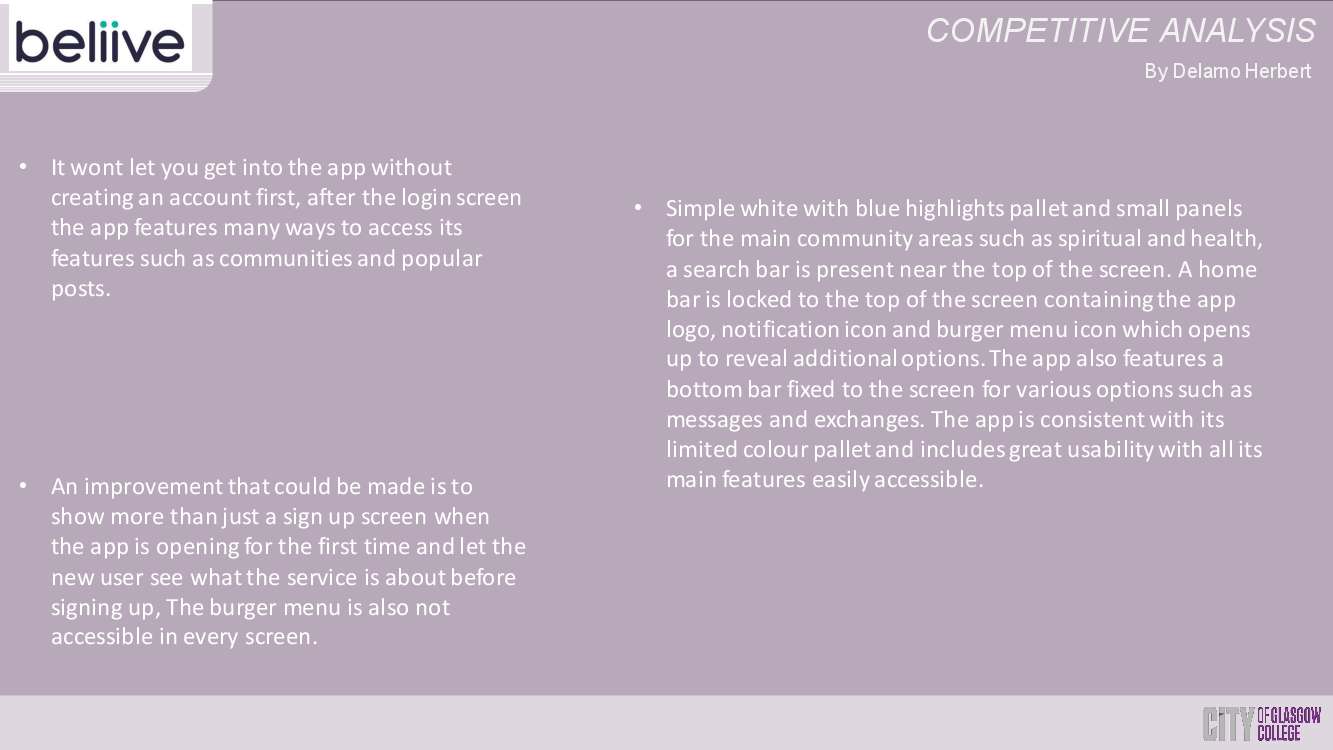 beliive
COMPETITIVE ANALYSIS
By Delarno Herbert
• It wont let you get into the app without
creating an account first, after the login screen
the app features many ways to access its
features such as communities and popular
posts.
• An improvement that could be made is to
show more than just a sign up screen when
the app is opening for the first time and let the
new user see what the service is about before
signing up, The burger menu is also not
accessible in every screen.
• Simple white with blue highlights pallet and small panels
for the main community areas such as spiritual and health,
a search bar is present near the top of the screen. A home
bar is locked to the top of the screen containing the app
logo, notification icon and burger menu icon which opens
up to reveal additional options. The app also features a
bottom bar fixed to the screen for various options such as
messages and exchanges. The app is consistent with its
limited colour pallet and includes great usability with all its
main features easily accessible.
CITY OF GLASGOW
COLLEGE